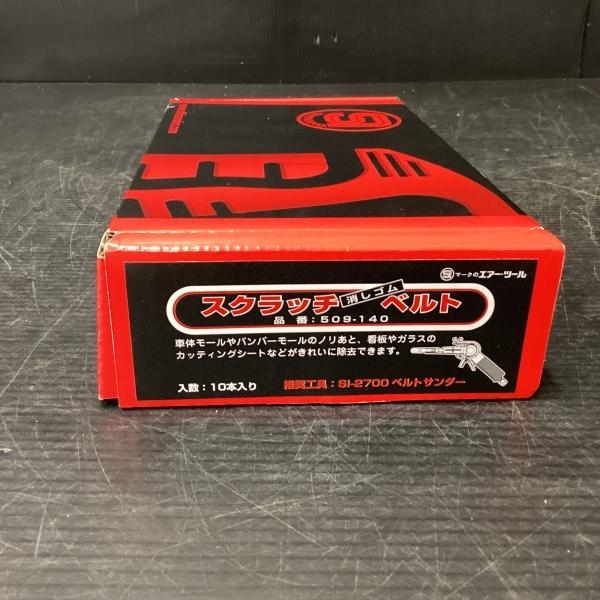 SI
SI マークのエアー・ツール
スクラッチ 消しゴム ベルト
品 番：509-140
車体モールやバンパーモールのノリあと、看板やガラスの
カッティングシートなどがきれいに除去できます。
入数：10本入り 推奨工具：SI-2700 ベルトサンダー